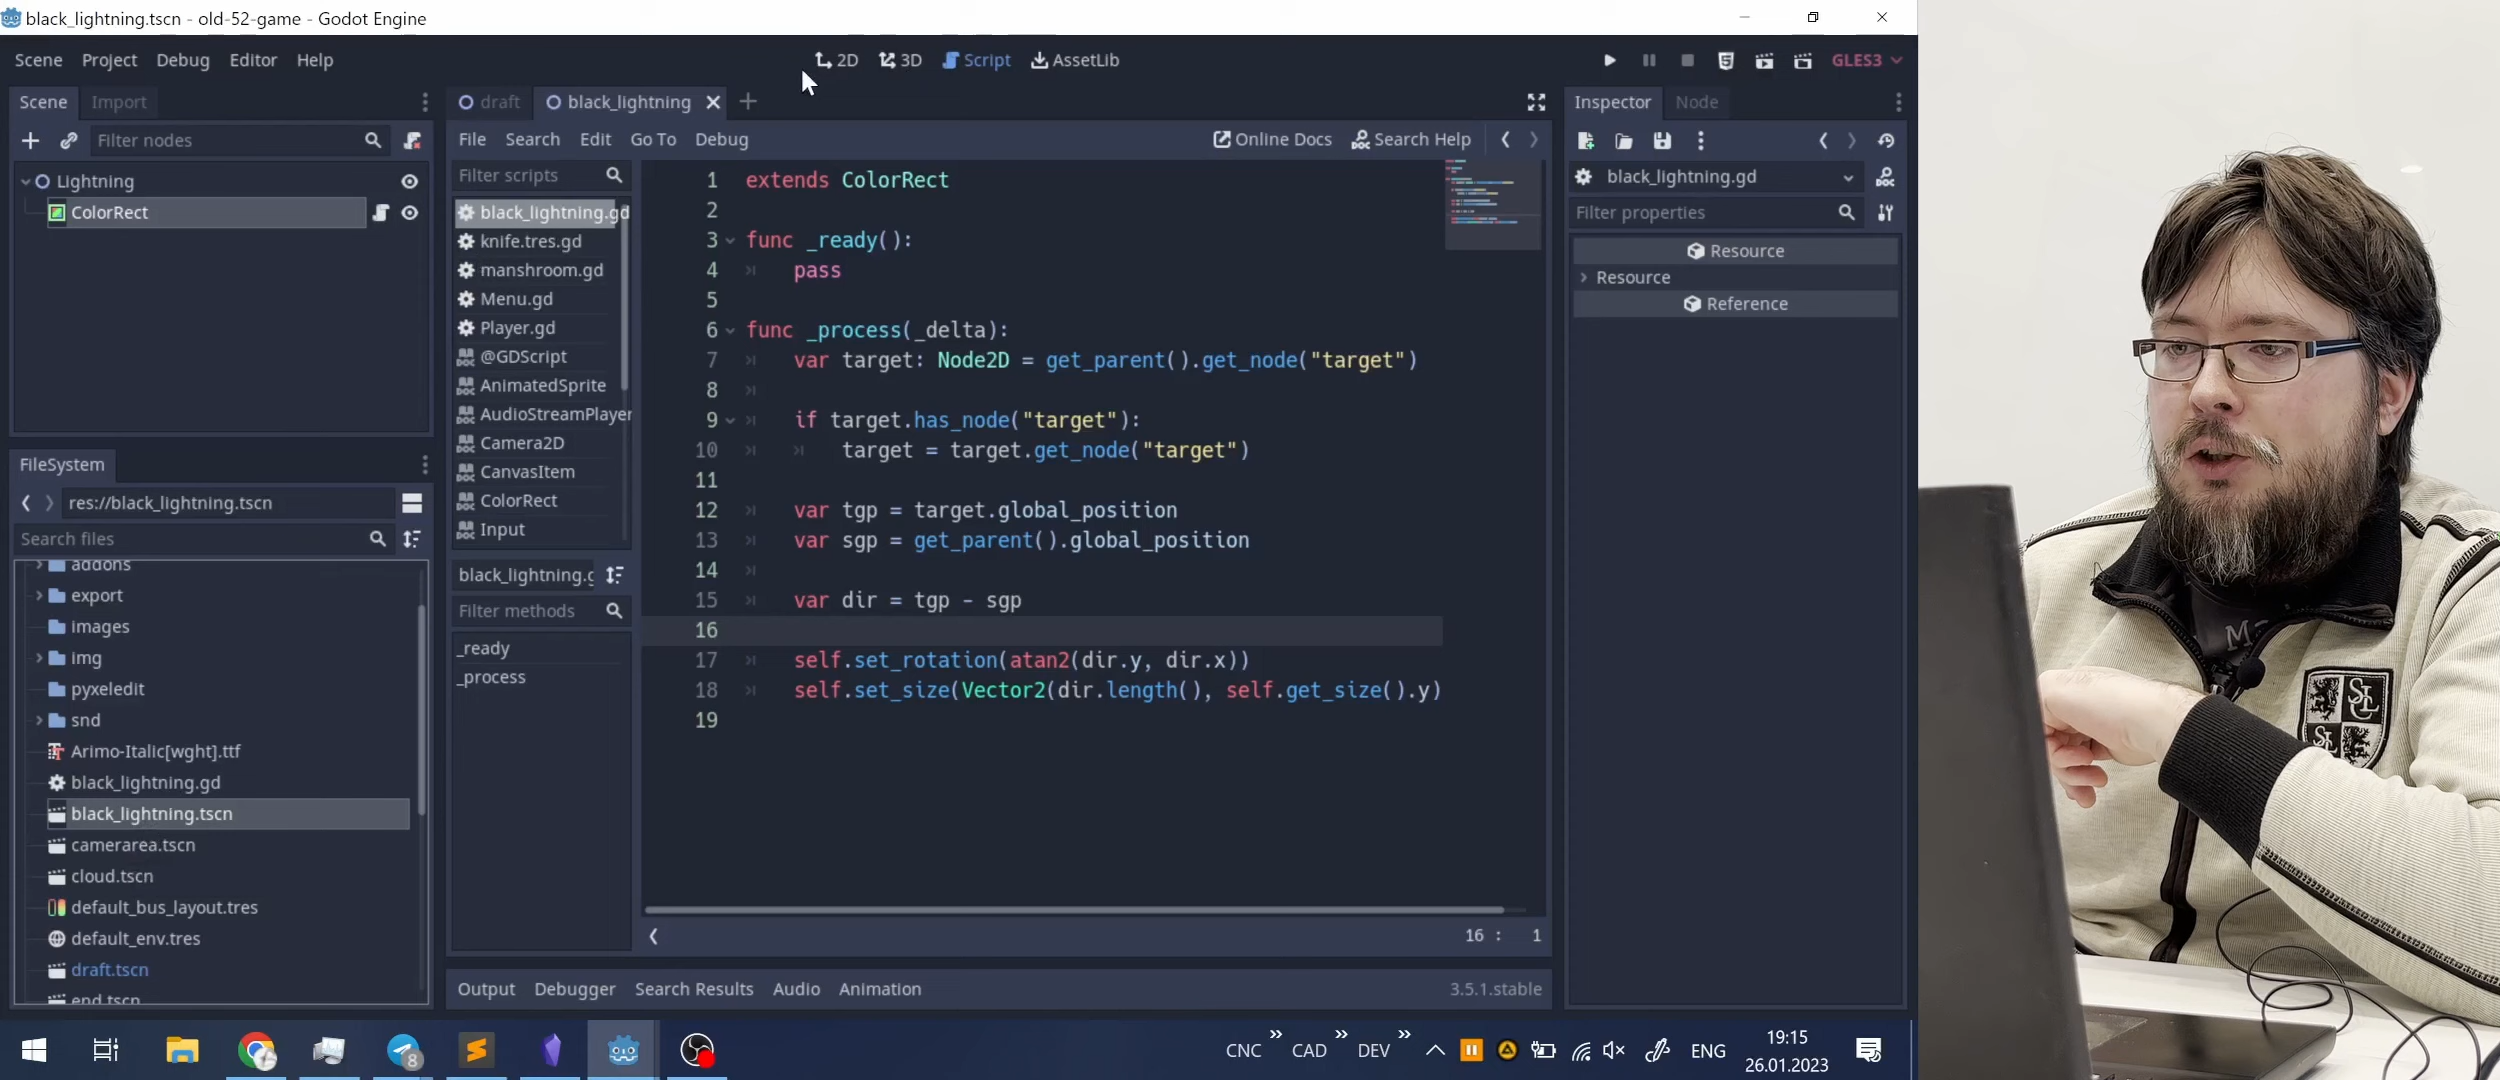 black_lightning.tscn - old-52-game - Godot Engine
Scene Project Debug Editor Help
2D 3D Script AssetLib
GLES3
Scene Import
Filter nodes
Lightning
ColorRect
FileSystem
res://black_lightning.tscn
Search files
addons
export
images
img
pyxeledit
snd
Arimo-Italic[wght].ttf
black_lightning.gd
black_lightning.tscn
camerarea.tscn
cloud.tscn
default_bus_layout.tres
default_env.tres
draft.tscn
end.tscn
draft black_lightning
File Search Edit Go To Debug
Online Docs Search Help
Filter scripts
black_lightning.gd
knife.tres.gd
manshroom.gd
Menu.gd
Player.gd
@GDScript
AnimatedSprite
AudioStreamPlayer
Camera2D
CanvasItem
ColorRect
Input
black_lightning.g
Filter methods
_ready
_process
1 extends ColorRect
2
3 func _ready():
4 pass
5
6 func _process(_delta):
7 var target: Node2D = get_parent().get_node("target")
8
9 if target.has_node("target"):
10 target = target.get_node("target")
11
12 var tgp = target.global_position
13 var sgp = get_parent().global_position
14
15 var dir = tgp - sgp
16
17 self.set_rotation(atan2(dir.y, dir.x))
18 self.set_size(Vector2(dir.length(), self.get_size().y)
19
16 : 1
Output Debugger Search Results Audio Animation
3.5.1.stable
Inspector Node
black_lightning.gd
Filter properties
Resource
Resource
Reference
8
CNC CAD DEV
ENG
19:15
26.01.2023